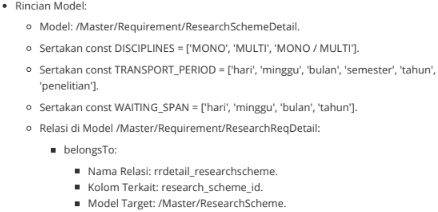 • Rincian Model:
○ Model: /Master/Requirement/ResearchSchemeDetail.
○ Sertakan const DISCIPLINES = ['MONO', 'MULTI', 'MONO / MULTI'].
○ Sertakan const TRANSPORT_PERIOD = ['hari', 'minggu', 'bulan', 'semester', 'tahun',
'penelitian'].
○ Sertakan const WAITING_SPAN = ['hari', 'minggu', 'bulan', 'tahun'].
○ Relasi di Model /Master/Requirement/ResearchReqDetail:
■ belongsTo:
■ Nama Relasi: rrdetail_researchscheme.
■ Kolom Terkait: research_scheme_id.
■ Model Target: /Master/ResearchScheme.